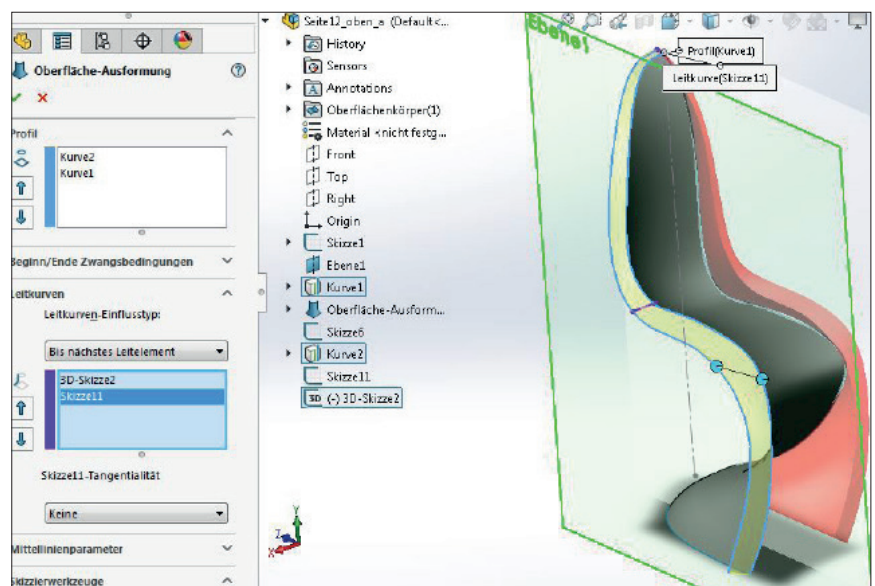 Oberfläche-Ausformung
Profil
Kurve2
Kurve1
Beginn/Ende Zwangsbedingungen
Leitkurven
Leitkurven-Einflusstyp:
Bis nächstes Leitelement
3D-Skizze2
Skizze11
Skizze11-Tangentialität
Keine
Mittellinienparameter
Skizzierwerkzeuge
Seite12_oben_a (Default<...
History
Sensors
Annotations
Oberflächenkörper(1)
Material <nicht festg...
Front
Top
Right
Origin
Skizze1
Ebene1
Kurve1
Oberfläche-Ausform...
Skizze6
Kurve2
Skizze11
3D (-) 3D-Skizze2
Ebene1
Profil(Kurve1)
Leitkurve(Skizze11)
Y
Z
X